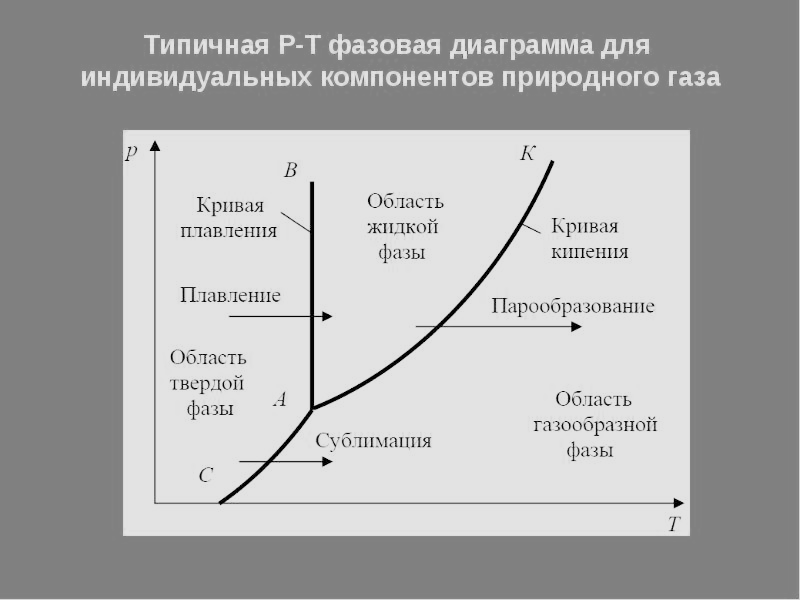 Типичная Р-Т фазовая диаграмма для
индивидуальных компонентов природного газа
p
B
K
Кривая
плавления
Область
жидкой
фазы
Кривая
кипения
Плавление
Парообразование
Область
твердой
фазы
A
Область
газообразной
фазы
Сублимация
C
T